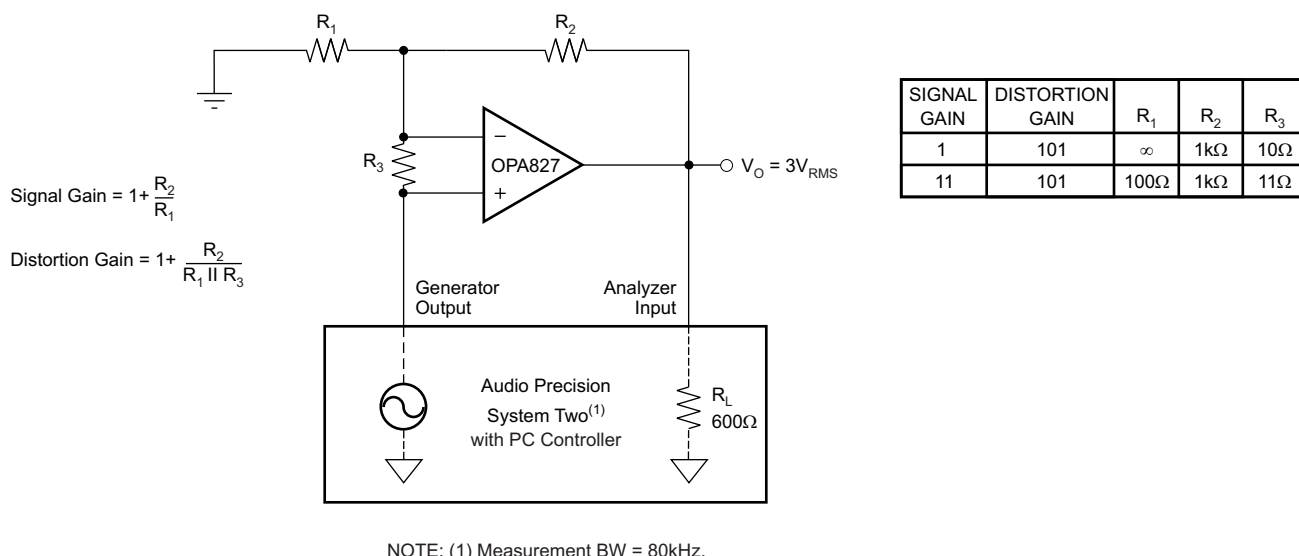 R1
R2
R3
−
OPA827
+
VO = 3VRMS
Signal Gain = 1+ R2
R1
Distortion Gain = 1+ R2
R1 II R3
Generator
Output
Analyzer
Input
Audio Precision
System Two(1)
with PC Controller
RL
600Ω
SIGNAL GAIN DISTORTION GAIN R1 R2 R3
1 101 ∞ 1kΩ 10Ω
11 101 100Ω 1kΩ 11Ω
NOTE: (1) Measurement BW = 80kHz.